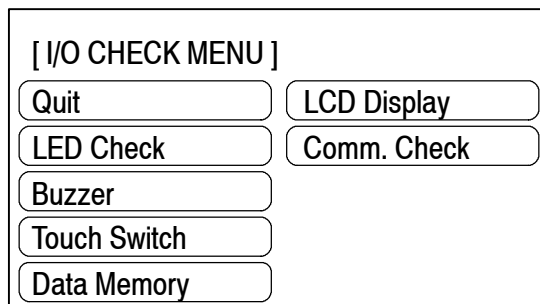 [ I/O CHECK MENU ]
Quit
LED Check
Buzzer
Touch Switch
Data Memory
LCD Display
Comm. Check